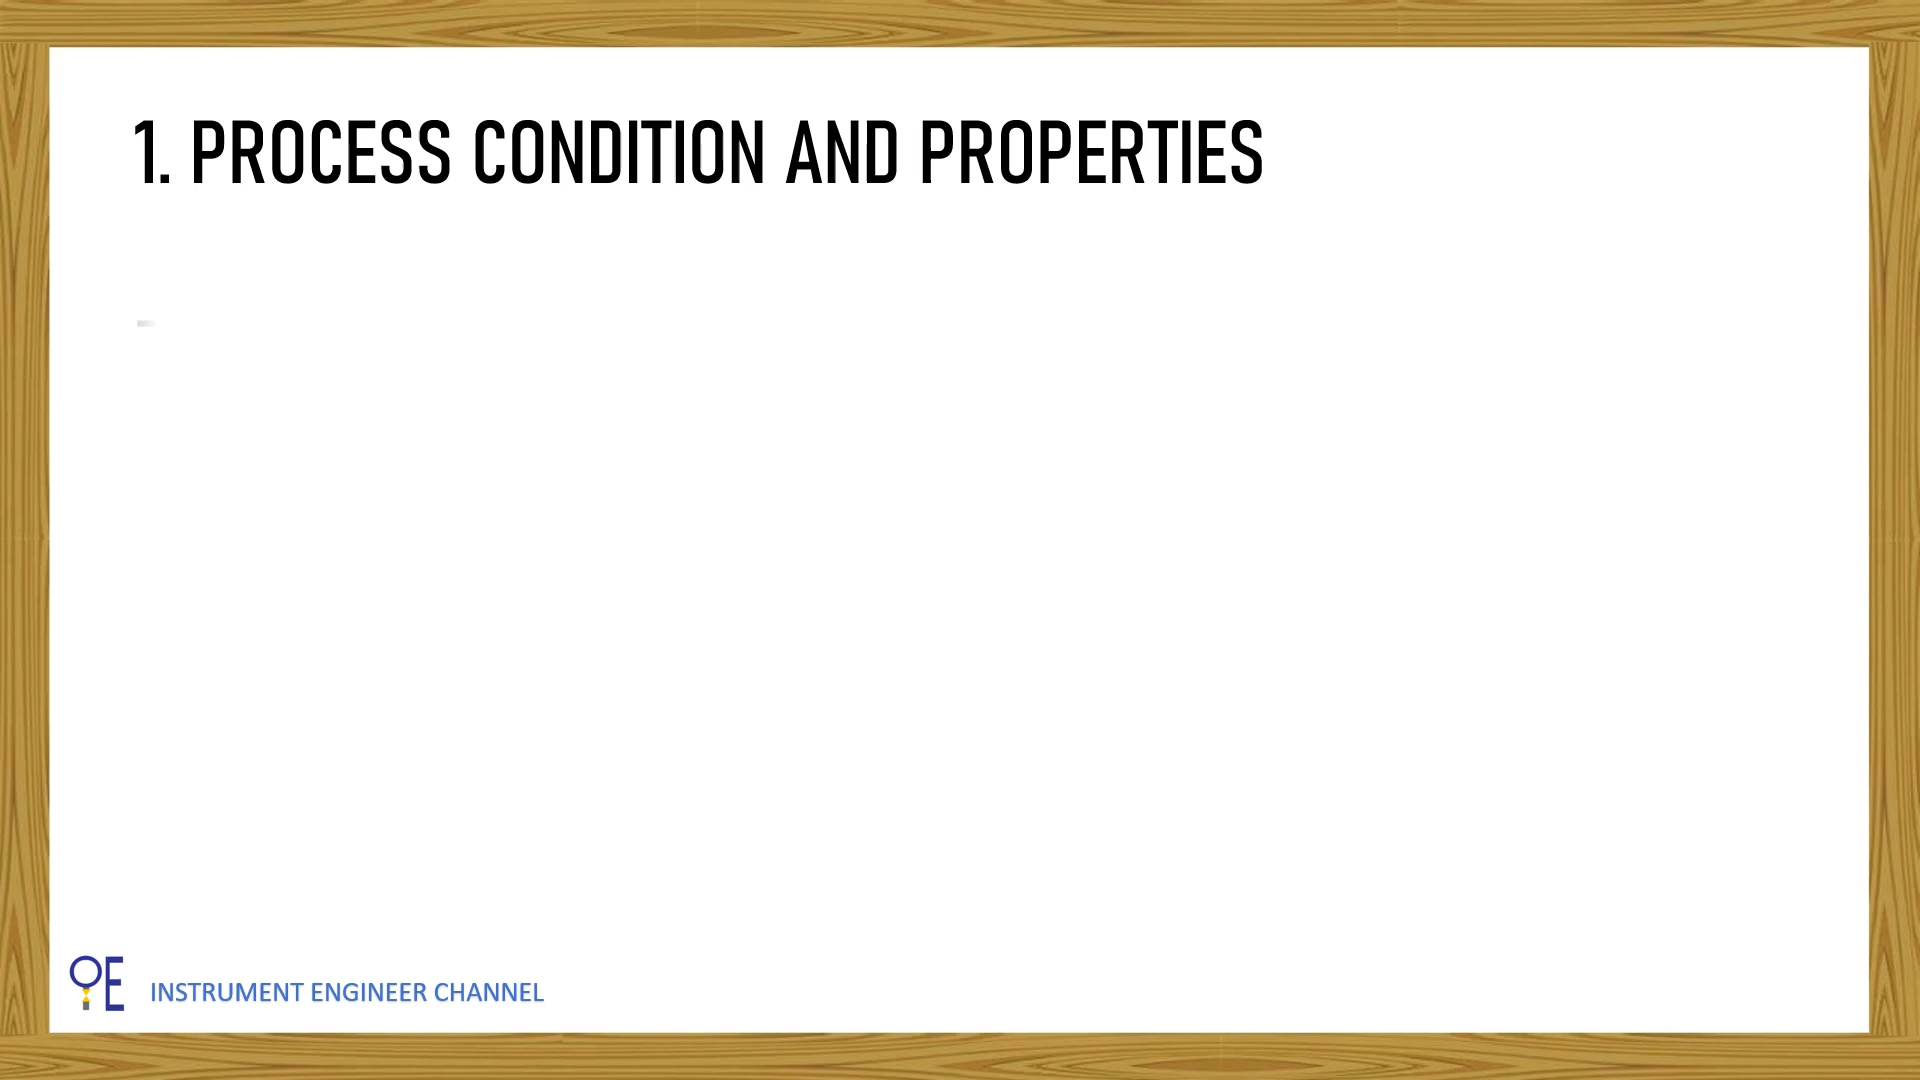 1. PROCESS CONDITION AND PROPERTIES
-
INSTRUMENT ENGINEER CHANNEL